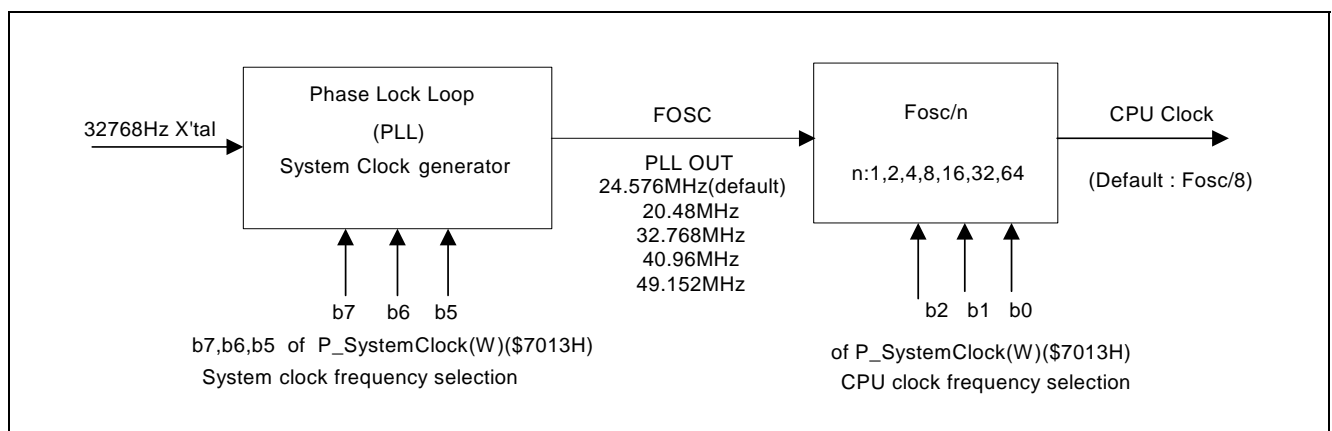 32768Hz X'tal
Phase Lock Loop
(PLL)
System Clock generator
FOSC
PLL OUT
24.576MHz(default)
20.48MHz
32.768MHz
40.96MHz
49.152MHz
Fosc/n
n:1,2,4,8,16,32,64
CPU Clock
(Default : Fosc/8)
b7 b6 b5
b7,b6,b5 of P_SystemClock(W)($7013H)
System clock frequency selection
b2 b1 b0
of P_SystemClock(W)($7013H)
CPU clock frequency selection